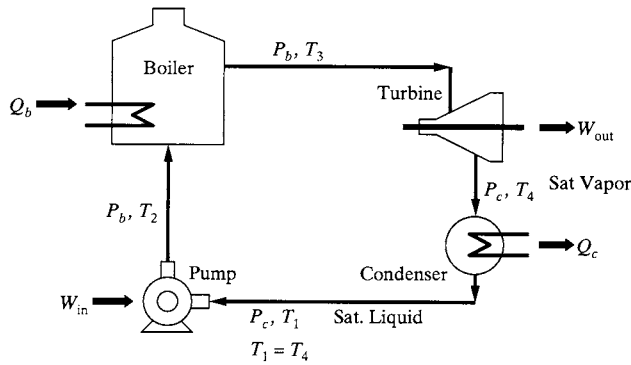 P_b, T_3
Boiler
Turbine
Q_b
W_out
Sat Vapor
P_c, T_4
P_b, T_2
Q_c
Pump
Condenser
W_in
P_c, T_1 Sat. Liquid
T_1 = T_4